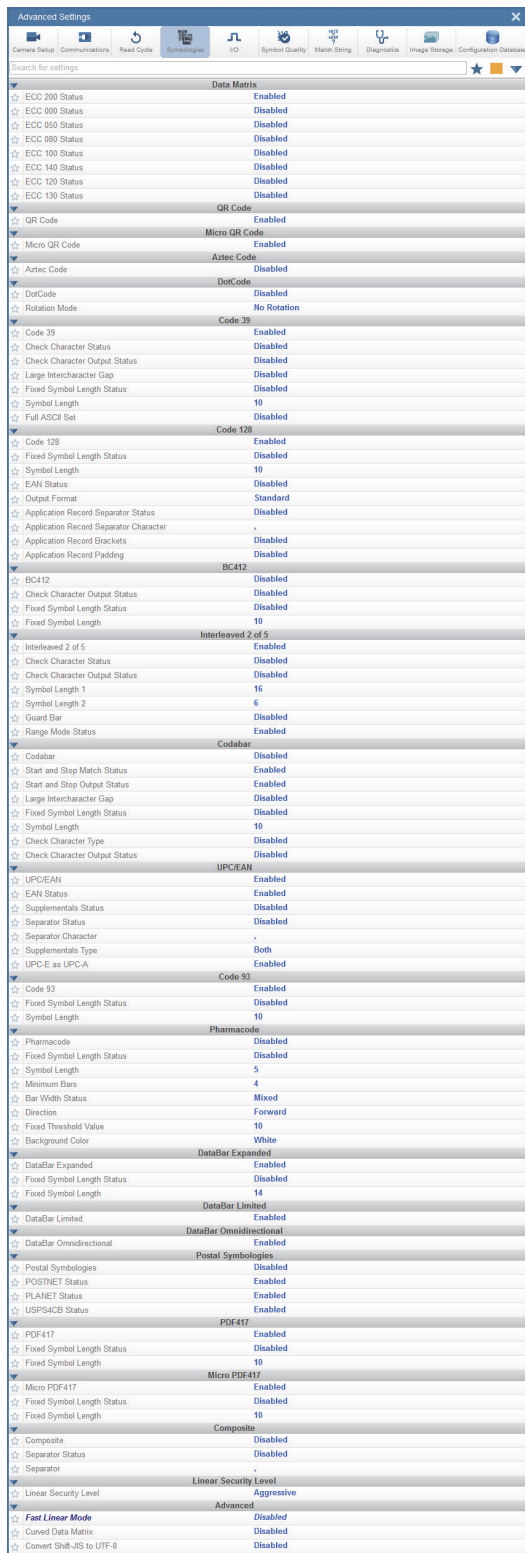 Advanced Settings
Camera Setup Communications Read Cycle Symbologies I/O Symbol Quality Match String Diagnostics Image Storage Configuration Database
Search for settings
Data Matrix
ECC 200 Status Enabled
ECC 000 Status Disabled
ECC 050 Status Disabled
ECC 080 Status Disabled
ECC 100 Status Disabled
ECC 140 Status Disabled
ECC 120 Status Disabled
ECC 130 Status Disabled
QR Code
QR Code Enabled
Micro QR Code
Micro QR Code Enabled
Aztec Code
Aztec Code Disabled
DotCode
DotCode Disabled
Rotation Mode No Rotation
Code 39
Code 39 Enabled
Check Character Status Disabled
Check Character Output Status Disabled
Large Intercharacter Gap Disabled
Fixed Symbol Length Status Disabled
Symbol Length 10
Full ASCII Set Disabled
Code 128
Code 128 Enabled
Fixed Symbol Length Status Disabled
Symbol Length 10
EAN Status Disabled
Output Format Standard
Application Record Separator Status Disabled
Application Record Separator Character ,
Application Record Brackets Disabled
Application Record Padding Disabled
BC412
BC412 Disabled
Check Character Output Status Disabled
Fixed Symbol Length Status Disabled
Fixed Symbol Length 10
Interleaved 2 of 5
Interleaved 2 of 5 Enabled
Check Character Status Disabled
Check Character Output Status Disabled
Symbol Length 1 16
Symbol Length 2 6
Guard Bar Disabled
Range Mode Status Enabled
Codabar
Codabar Disabled
Start and Stop Match Status Enabled
Start and Stop Output Status Enabled
Large Intercharacter Gap Disabled
Fixed Symbol Length Status Disabled
Symbol Length 10
Check Character Type Disabled
Check Character Output Status Disabled
UPC/EAN
UPC/EAN Enabled
EAN Status Enabled
Supplementals Status Disabled
Separator Status Disabled
Separator Character ,
Supplementals Type Both
UPC-E as UPC-A Enabled
Code 93
Code 93 Enabled
Fixed Symbol Length Status Disabled
Symbol Length 10
Pharmacode
Pharmacode Disabled
Fixed Symbol Length Status Disabled
Symbol Length 5
Minimum Bars 4
Bar Width Status Mixed
Direction Forward
Fixed Threshold Value 10
Background Color White
DataBar Expanded
DataBar Expanded Enabled
Fixed Symbol Length Status Disabled
Fixed Symbol Length 14
DataBar Limited
DataBar Limited Enabled
DataBar Omnidirectional
DataBar Omnidirectional Enabled
Postal Symbologies
Postal Symbologies Disabled
POSTNET Status Enabled
PLANET Status Enabled
USPS4CB Status Enabled
PDF417
PDF417 Enabled
Fixed Symbol Length Status Disabled
Fixed Symbol Length 10
Micro PDF417
Micro PDF417 Enabled
Fixed Symbol Length Status Disabled
Fixed Symbol Length 10
Composite
Composite Disabled
Separator Status Disabled
Separator ,
Linear Security Level
Linear Security Level Aggressive
Advanced
Fast Linear Mode Disabled
Curved Data Matrix Disabled
Convert Shift-JIS to UTF-8 Disabled